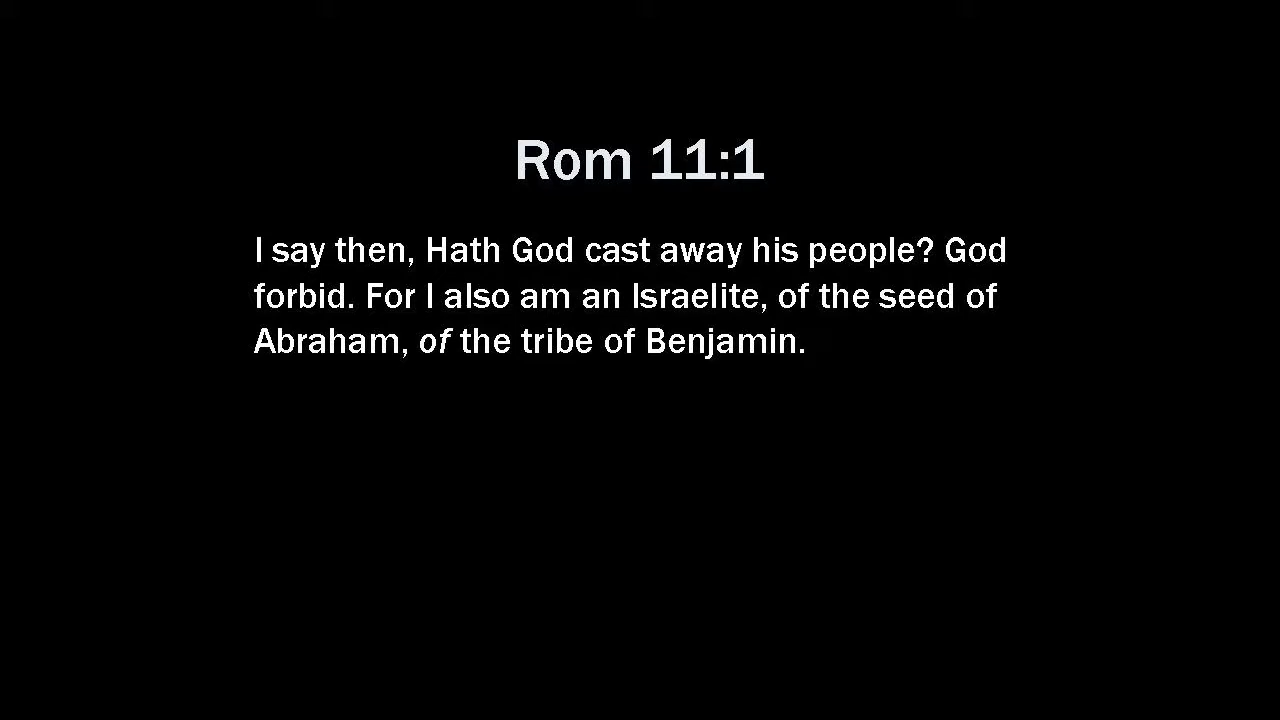 Rom 11:1
I say then, Hath God cast away his people? God
forbid. For I also am an Israelite, of the seed of
Abraham, of the tribe of Benjamin.